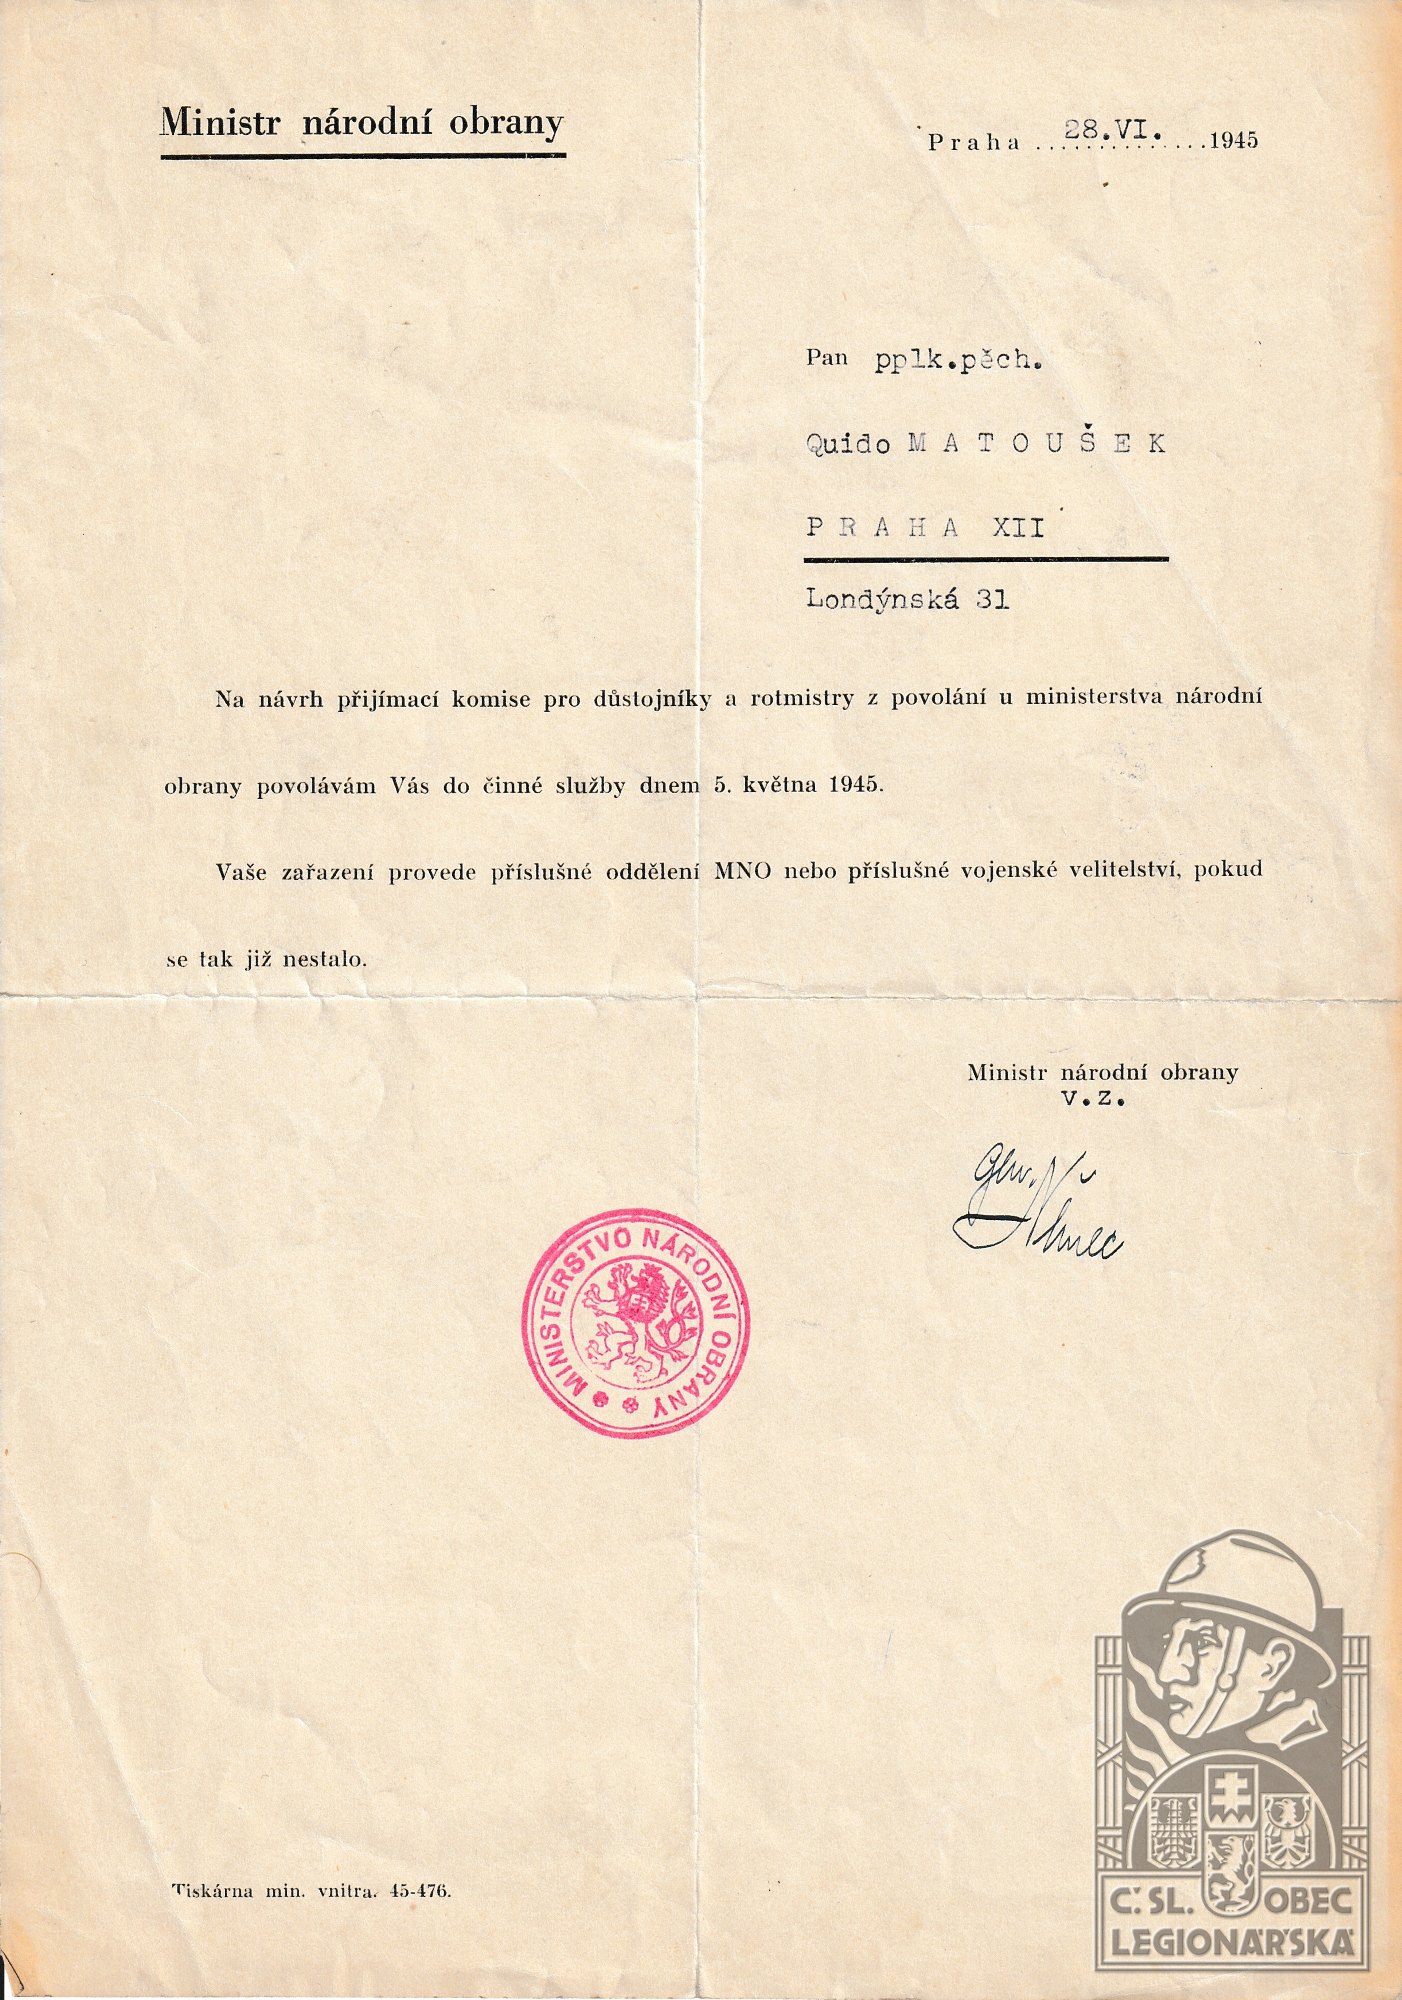 Ministr národní obrany
Praha ...............1945
28.VI.
Pan pplk.pěch.
Quido MATOUŠEK
PRAHA XII
Londýnská 31
Na návrh přijímací komise pro důstojníky a rotmistry z povolání u ministerstva národní
obrany povolávám Vás do činné služby dnem 5. května 1945.
Vaše zařazení provede příslušné oddělení MNO nebo příslušné vojenské velitelství, pokud
se tak již nestalo.
Ministr národní obrany
v.z.
MINISTERSTVO NÁRODNÍ OBRANY
Tiskárna min. vnitra. 45-476.
Č.SL. OBEC
LEGIONÁŘSKÁ